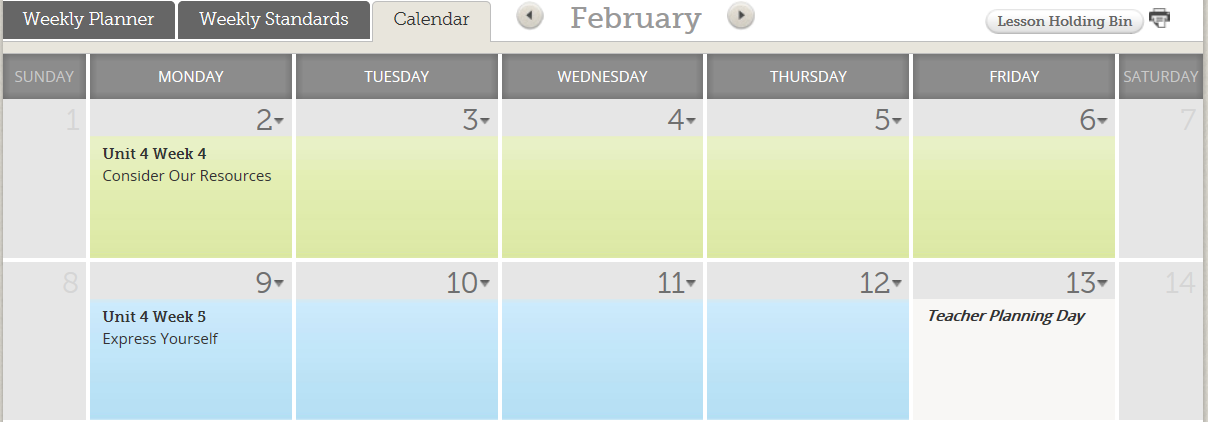 Weekly Planner Weekly Standards Calendar February Lesson Holding Bin
SUNDAY MONDAY TUESDAY WEDNESDAY THURSDAY FRIDAY SATURDAY
1 2 3 4 5 6 7
Unit 4 Week 4
Consider Our Resources
8 9 10 11 12 13 14
Unit 4 Week 5 Teacher Planning Day
Express Yourself